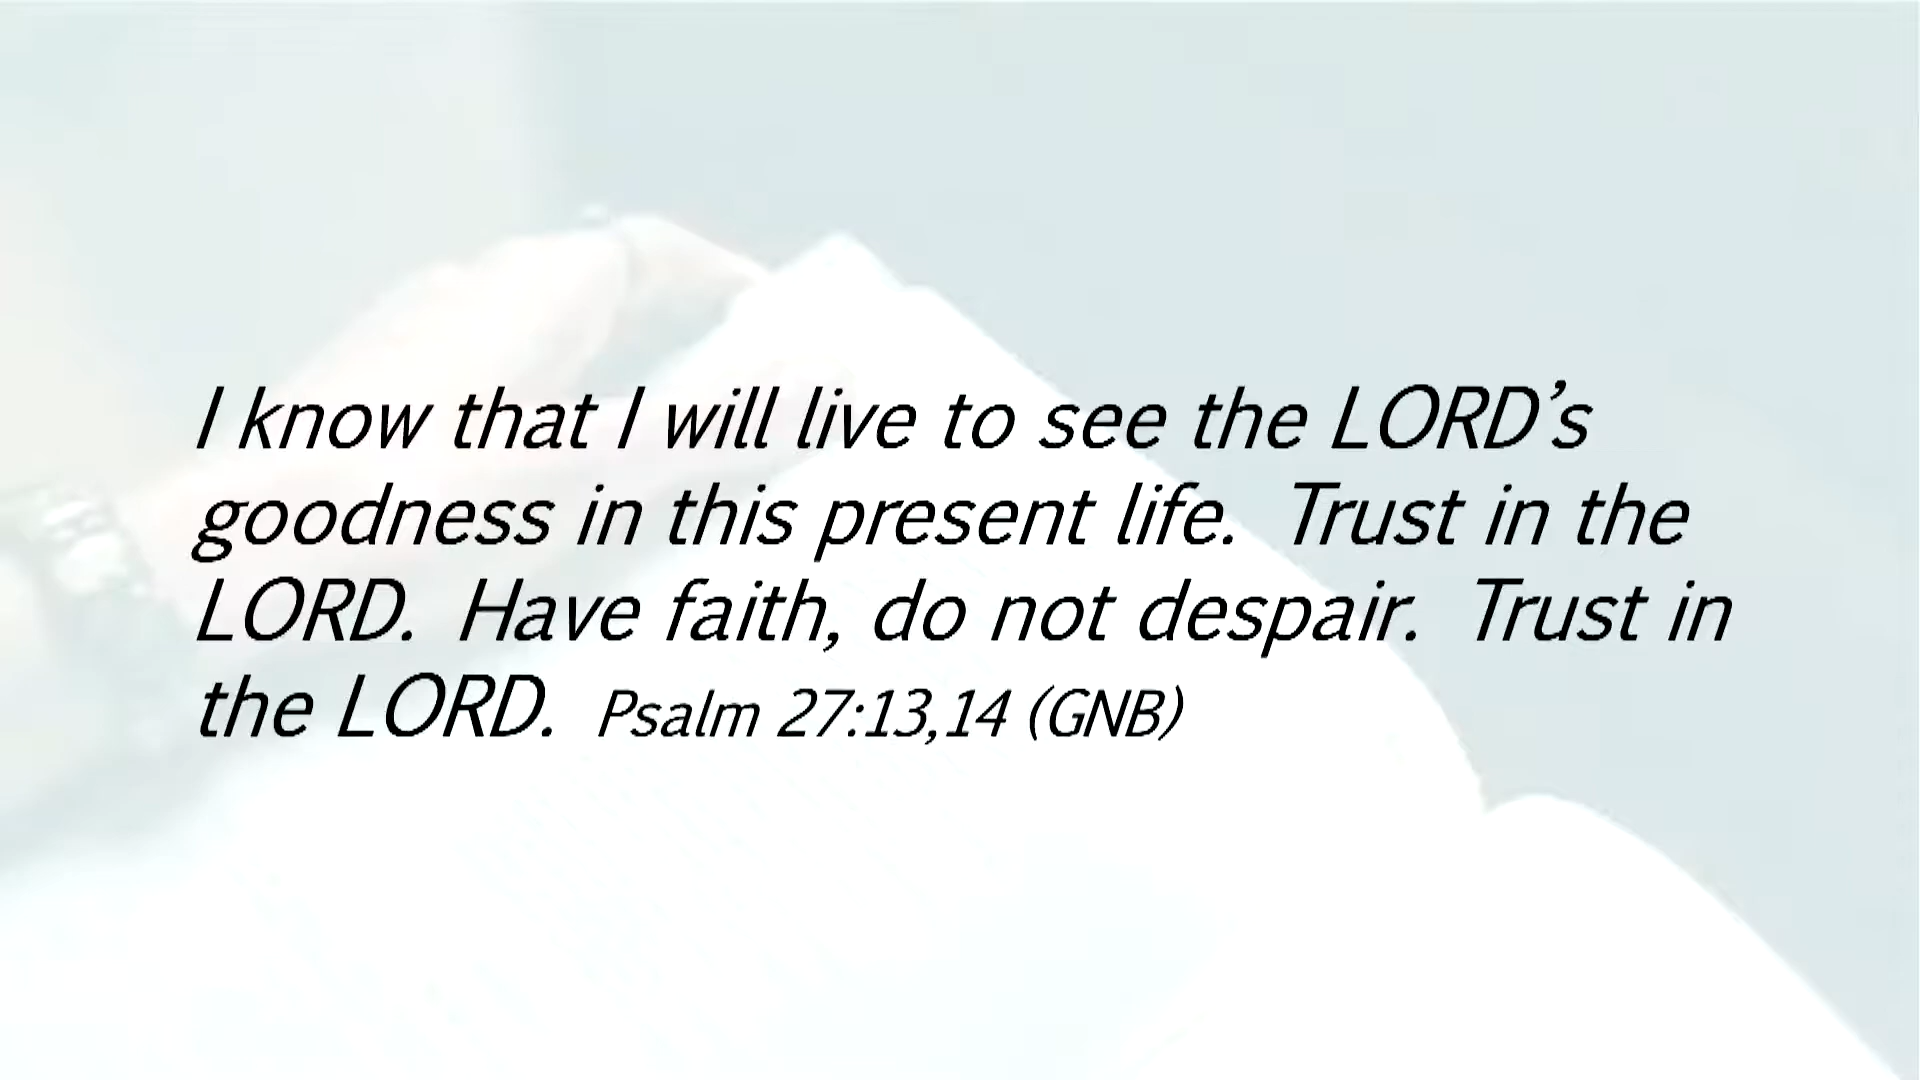 I know that I will live to see the LORD’s
goodness in this present life.  Trust in the
LORD.  Have faith, do not despair.  Trust in
the LORD.  Psalm 27:13,14 (GNB)